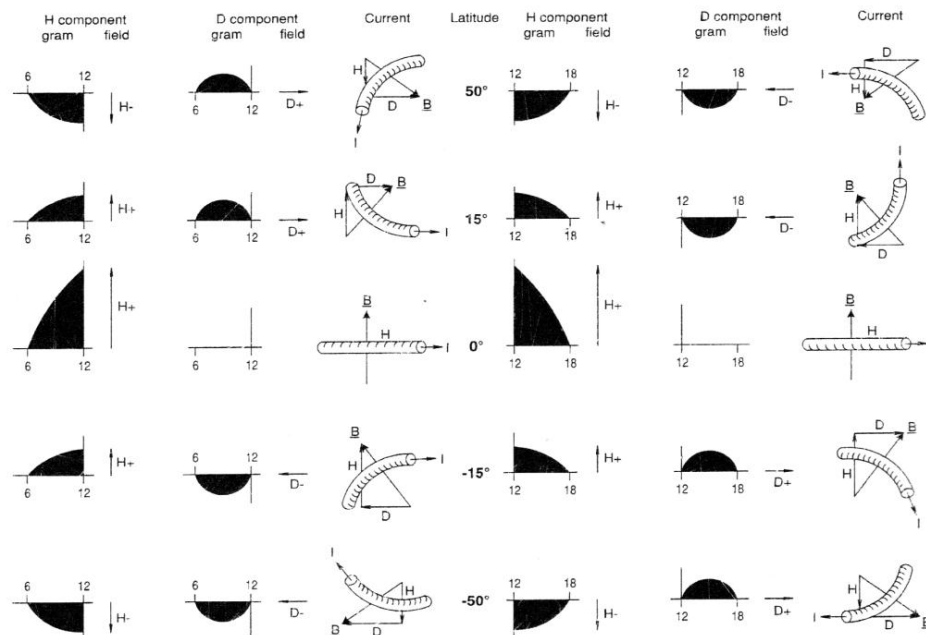 H component D component Current Latitude H component D component Current
gram field gram field gram field gram field
6 12 6 12 H D B I 50° 12 18 12 18 D I H B
H- D+ H- D-
6 12 6 12 D B H I 15° 12 18 12 18 I B H D
H+ D+ H+ D-
6 12 6 12 B H I 0° 12 18 12 18 B H
H+ H+
6 12 6 12 B H I D -15° 12 18 12 18 D B H I
H+ D- H+ D+
6 12 6 12 I H B D -50° 12 18 12 18 H I D B
H- D- H- D+